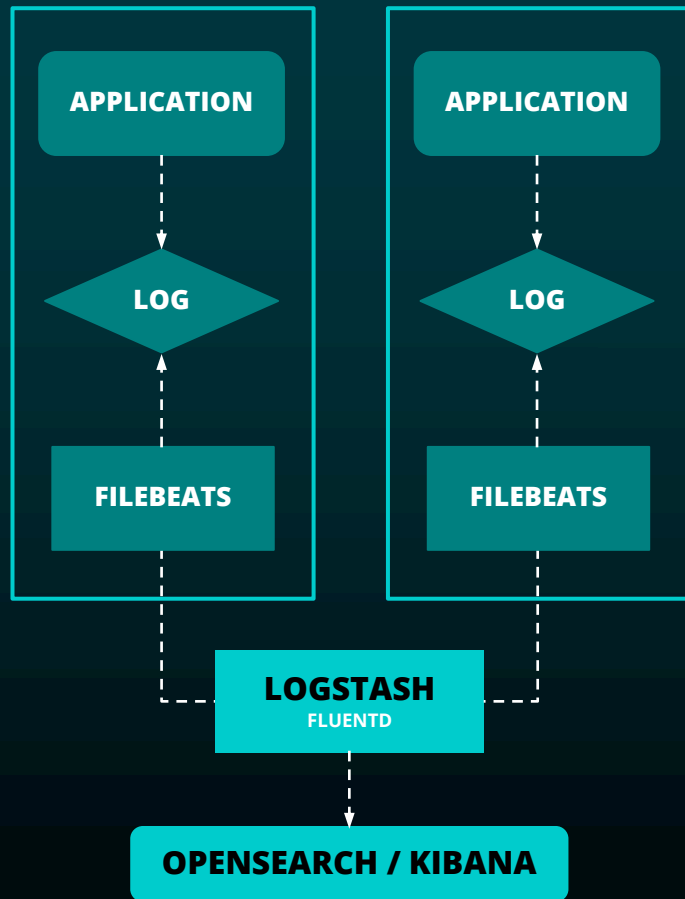 APPLICATION
APPLICATION
LOG
LOG
FILEBEATS
FILEBEATS
LOGSTASH
FLUENTD
OPENSEARCH / KIBANA